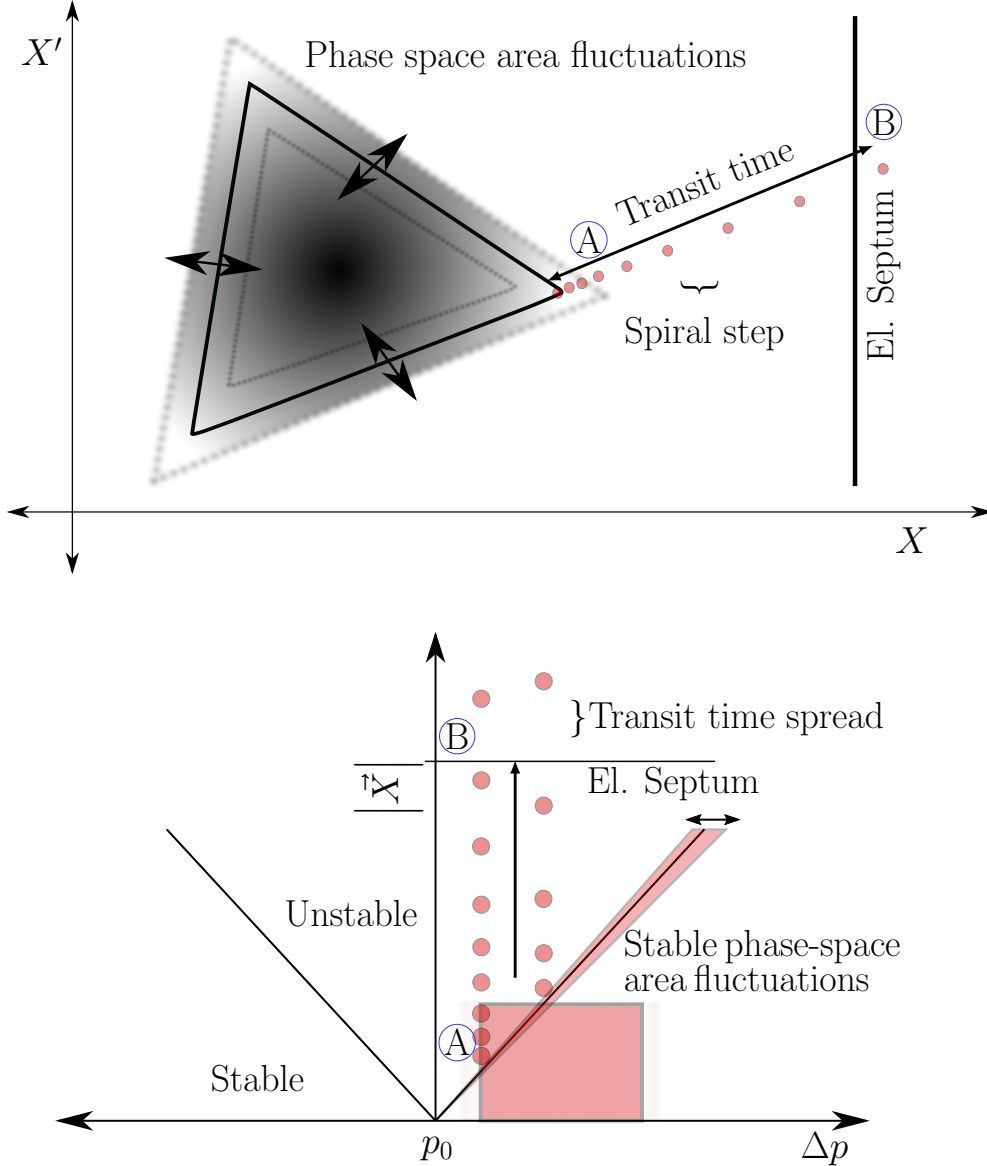 X′
Phase space area fluctuations
B
Transit time
A
El. Septum
Spiral step
X
}Transit time spread
B
|X⃗|
El. Septum
Unstable
Stable phase-space
area fluctuations
A
Stable
p₀
Δp